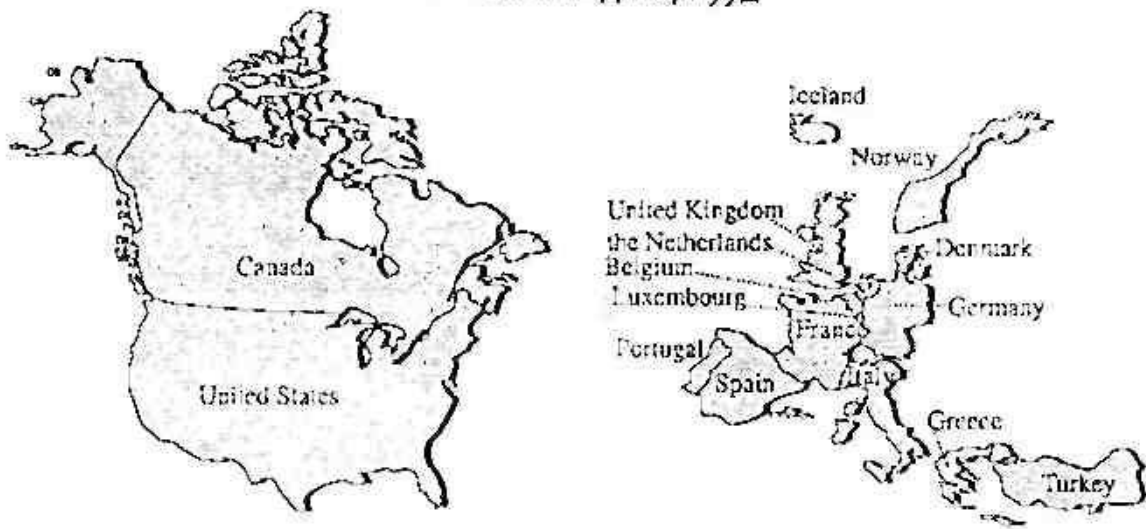 Iceland
Norway
United Kingdom
the Netherlands
Denmark
Belgium
Canada
Luxembourg
Germany
France
Portugal
Spain
Italy
United States
Greece
Turkey